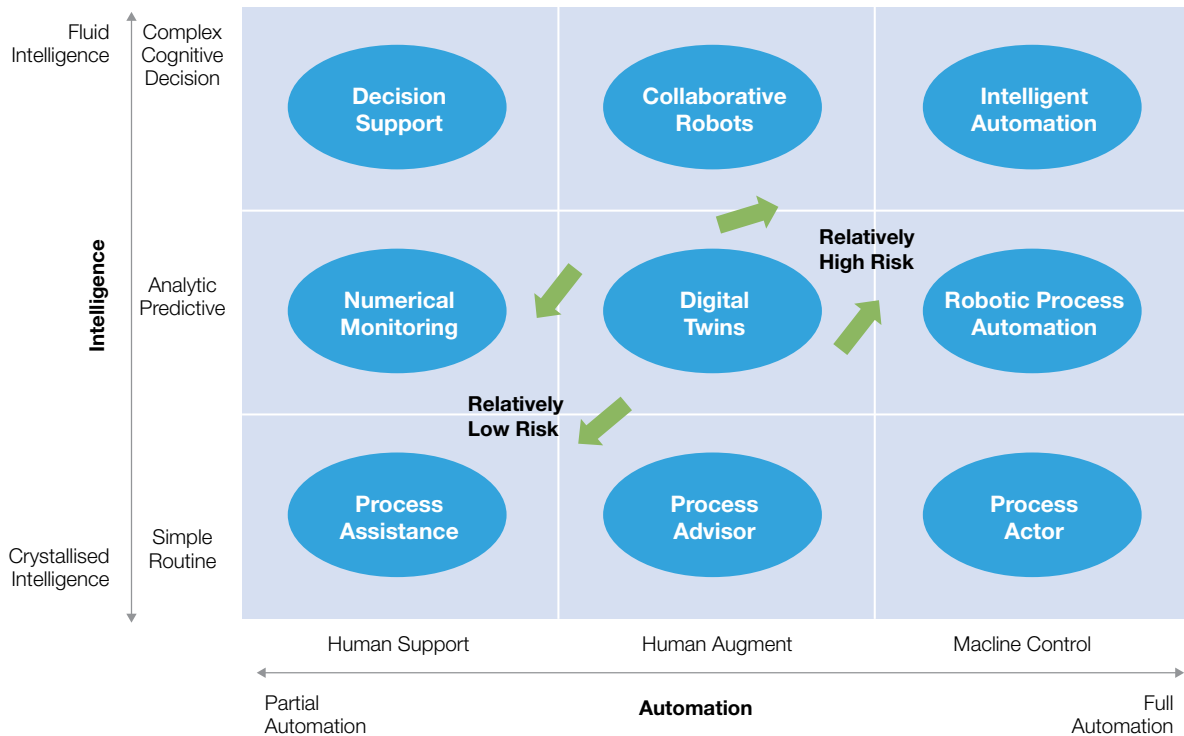 Fluid
Intelligence
Complex
Cognitive
Decision
Decision
Support
Collaborative
Robots
Intelligent
Automation
Intelligence
Analytic
Predictive
Numerical
Monitoring
Digital
Twins
Relatively
High Risk
Robotic Process
Automation
Relatively
Low Risk
Crystallised
Intelligence
Simple
Routine
Process
Assistance
Process
Advisor
Process
Actor
Human Support
Human Augment
Macline Control
Partial
Automation
Automation
Full
Automation